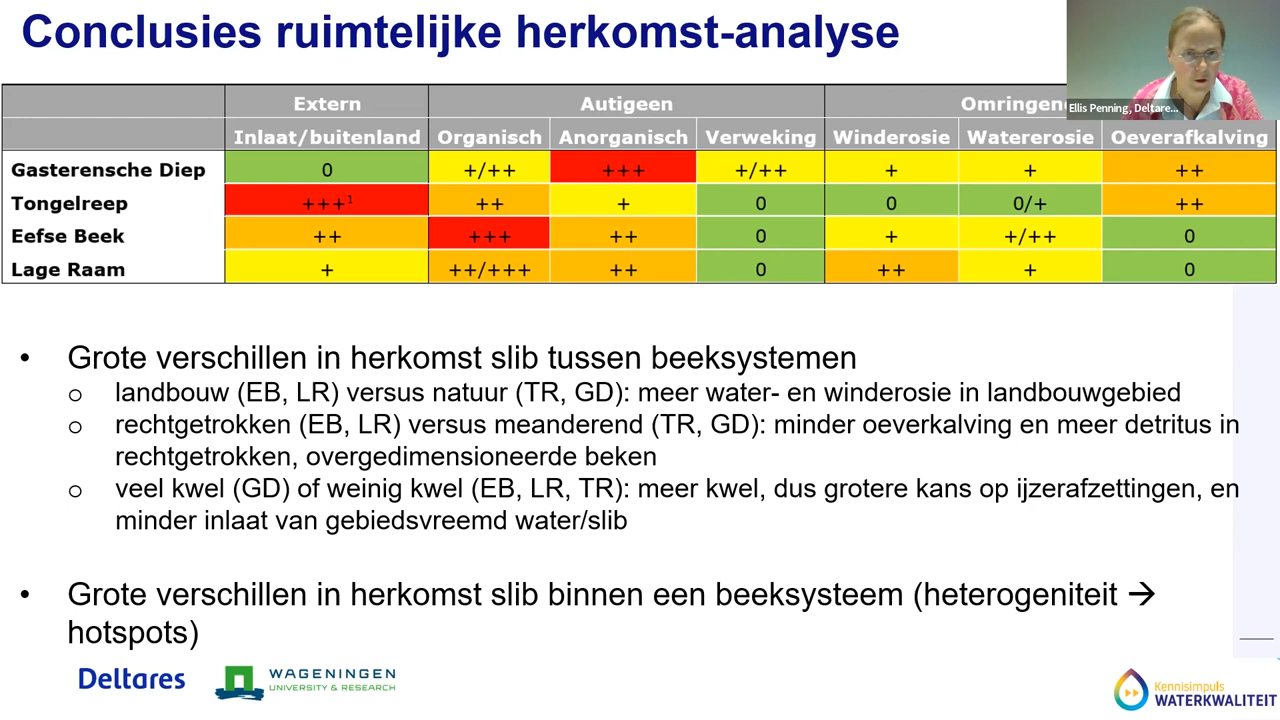 Conclusies ruimtelijke herkomst-analyse
Ellis Penning, Deltare...
Extern Autigeen Omringen
Inlaat/buitenland Organisch Anorganisch Verweking Winderosie Watererosie Oeverafkalving
Gasterensche Diep 0 +/++ +++ +/++ + + ++
Tongelreep +++¹ ++ + 0 0 0/+ ++
Eefse Beek ++ +++ ++ 0 + +/++ 0
Lage Raam + ++/+++ ++ 0 ++ + 0
• Grote verschillen in herkomst slib tussen beeksystemen
o landbouw (EB, LR) versus natuur (TR, GD): meer water- en winderosie in landbouwgebied
o rechtgetrokken (EB, LR) versus meanderend (TR, GD): minder oeverkalving en meer detritus in
rechtgetrokken, overgedimensioneerde beken
o veel kwel (GD) of weinig kwel (EB, LR, TR): meer kwel, dus grotere kans op ijzerafzettingen, en
minder inlaat van gebiedsvreemd water/slib
• Grote verschillen in herkomst slib binnen een beeksysteem (heterogeniteit →
hotspots)
Deltares
WAGENINGEN
UNIVERSITY & RESEARCH
Kennisimpuls
WATERKWALITEIT